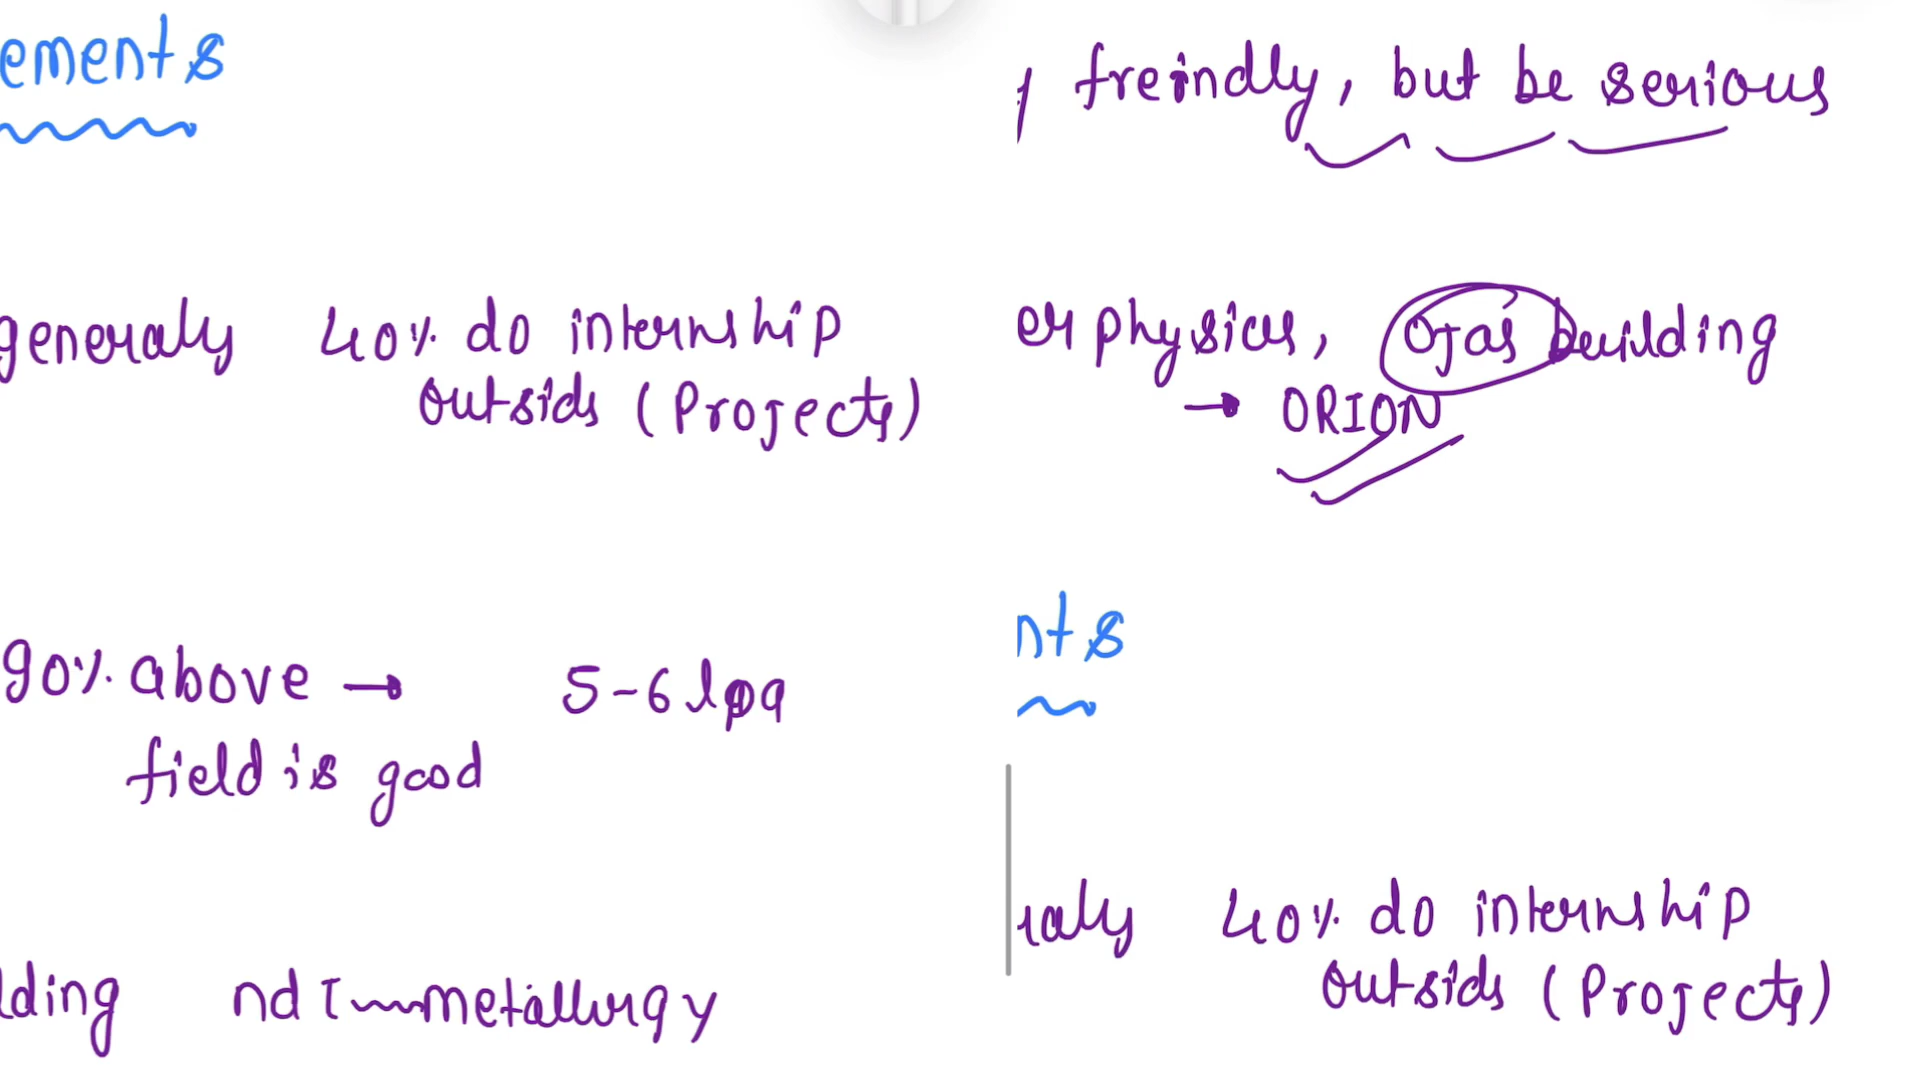 ements
generaly 40% do internship
outsids (Projects)
90% above → 5-6 lpa
field is good
lding nd metallurgy
freindly, but be serious
er physics, Ojas building
→ ORION
nts
raly 40% do internship
outsids (Projects)